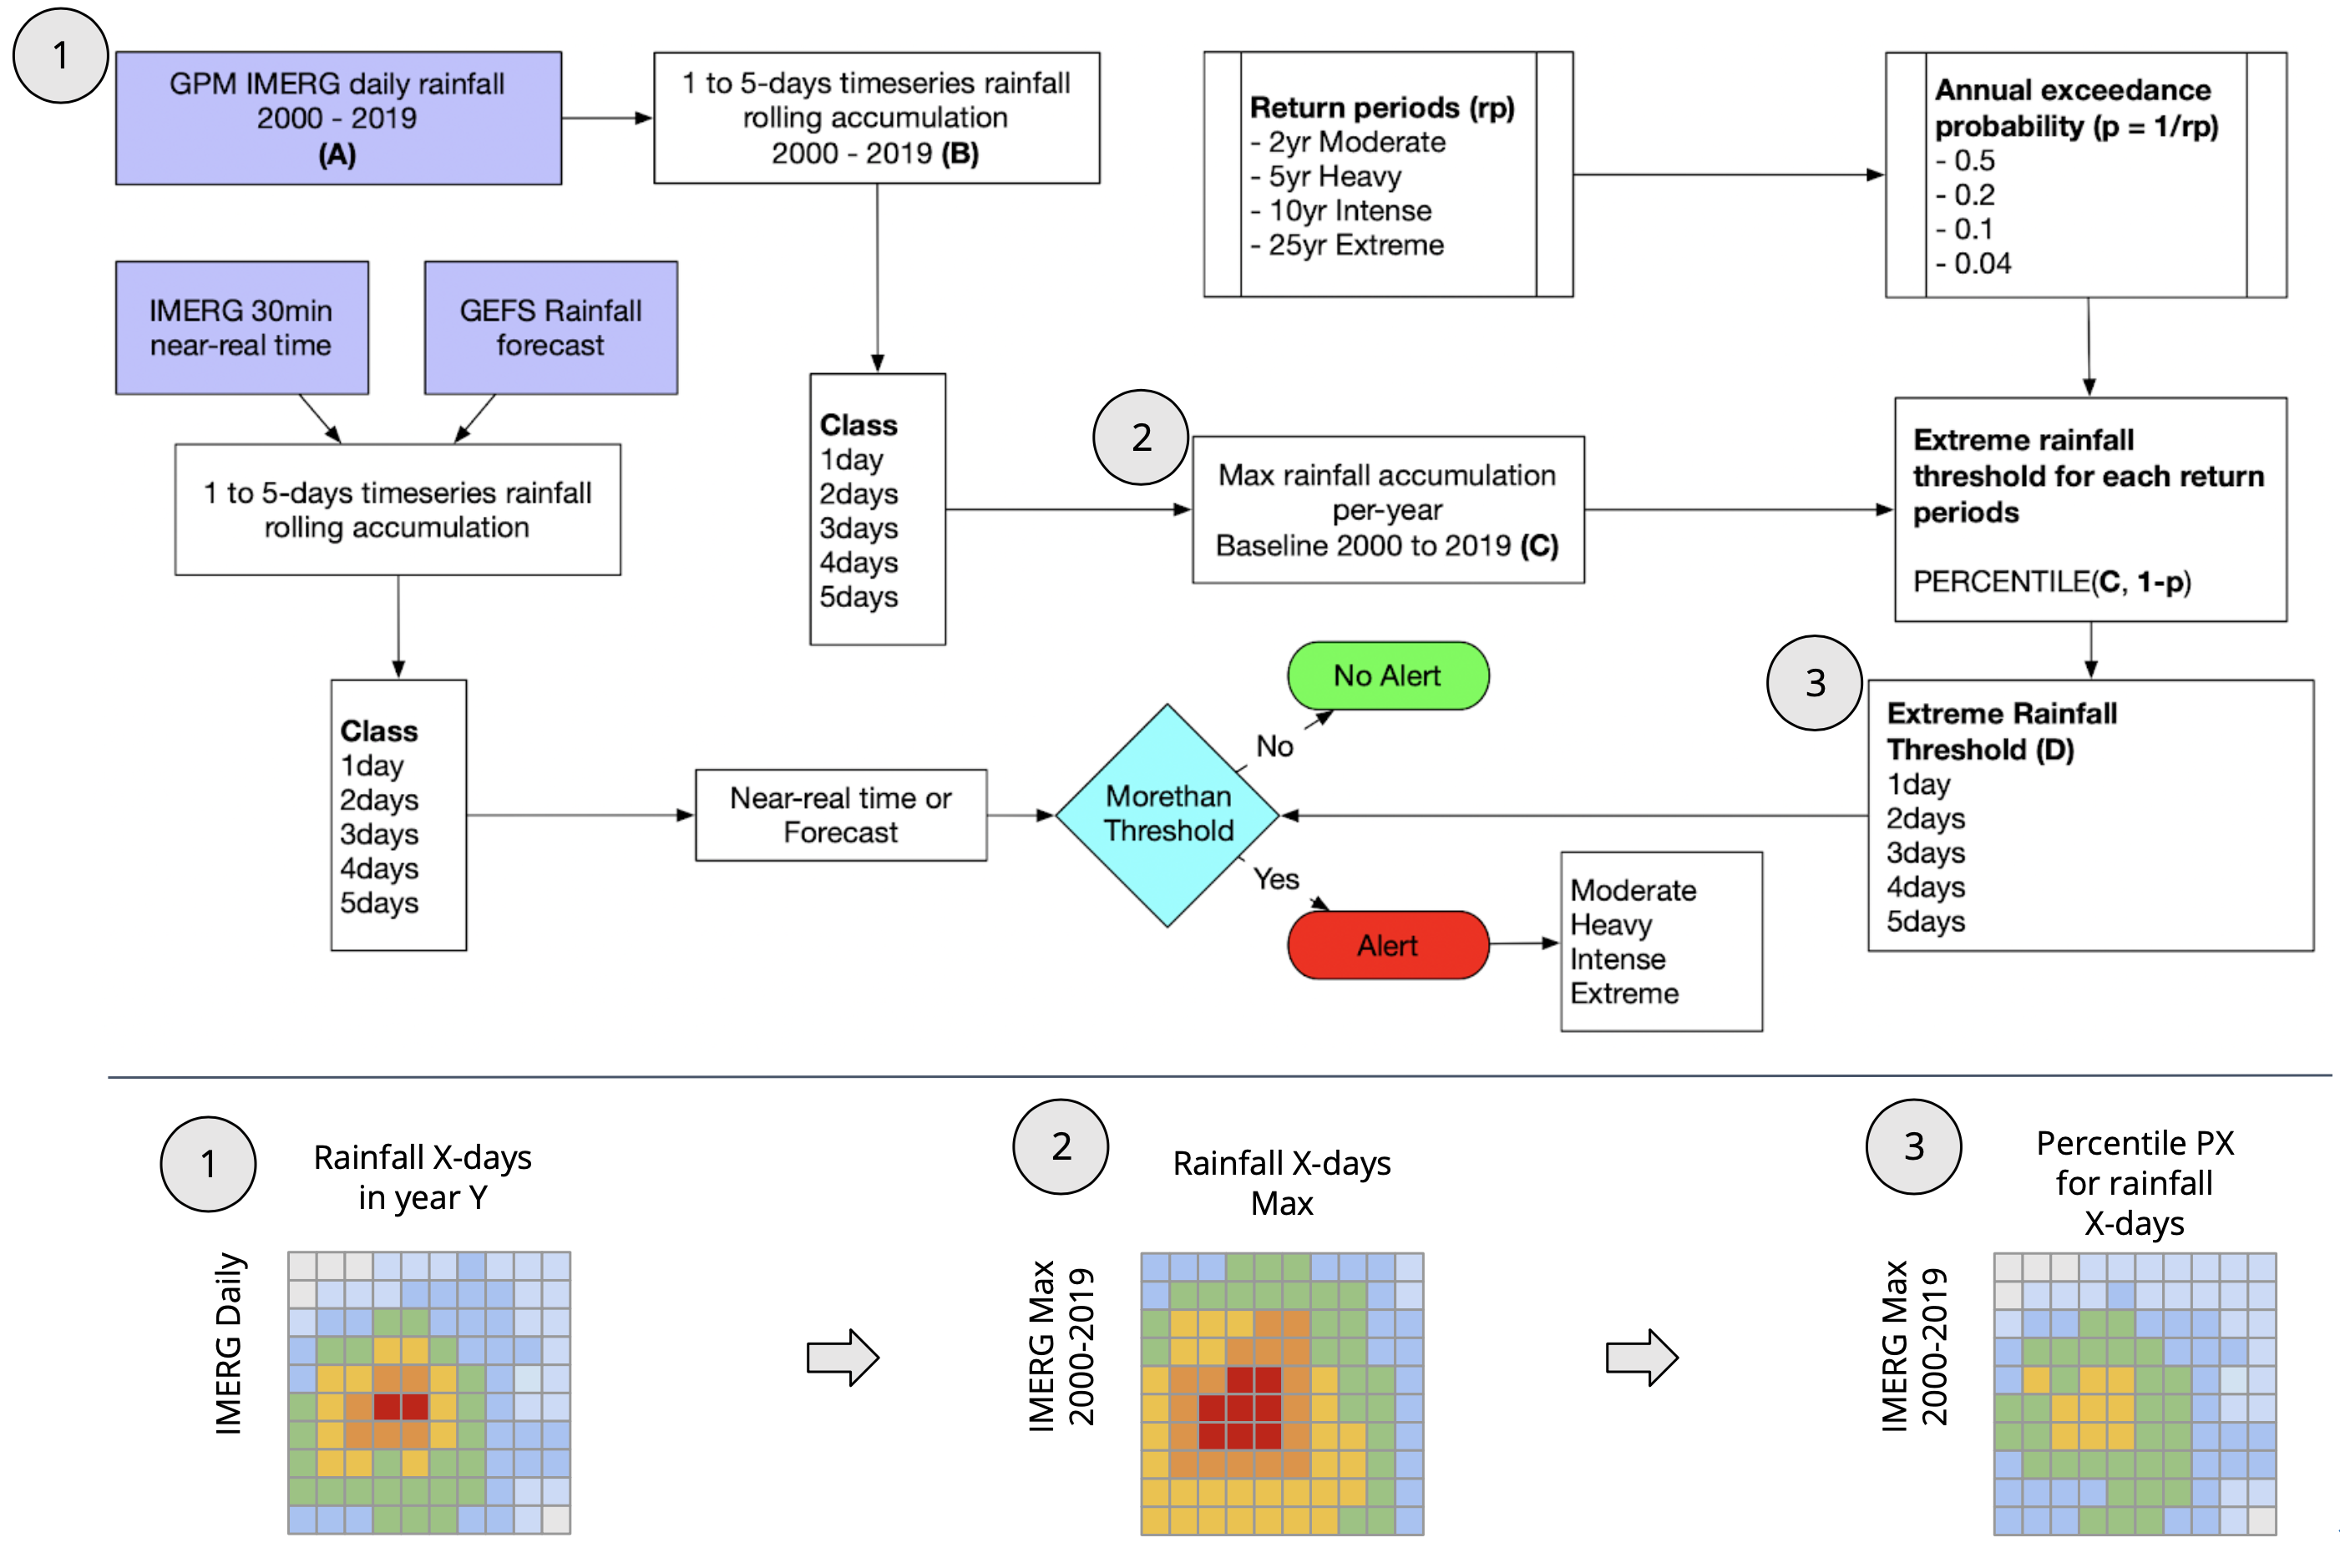 1
GPM IMERG daily rainfall
2000 - 2019
(A)
1 to 5-days timeseries rainfall
rolling accumulation
2000 - 2019 (B)
Return periods (rp)
- 2yr Moderate
- 5yr Heavy
- 10yr Intense
- 25yr Extreme
Annual exceedance
probability (p = 1/rp)
- 0.5
- 0.2
- 0.1
- 0.04
IMERG 30min
near-real time
GEFS Rainfall
forecast
1 to 5-days timeseries rainfall
rolling accumulation
Class
1day
2days
3days
4days
5days
2
Max rainfall accumulation
per-year
Baseline 2000 to 2019 (C)
Extreme rainfall
threshold for each return
periods
PERCENTILE(C, 1-p)
Class
1day
2days
3days
4days
5days
Near-real time or
Forecast
Morethan
Threshold
No
No Alert
Yes
Alert
Moderate
Heavy
Intense
Extreme
3
Extreme Rainfall
Threshold (D)
1day
2days
3days
4days
5days
1
Rainfall X-days
in year Y
IMERG Daily
2
Rainfall X-days
Max
IMERG Max
2000-2019
3
Percentile PX
for rainfall
X-days
IMERG Max
2000-2019